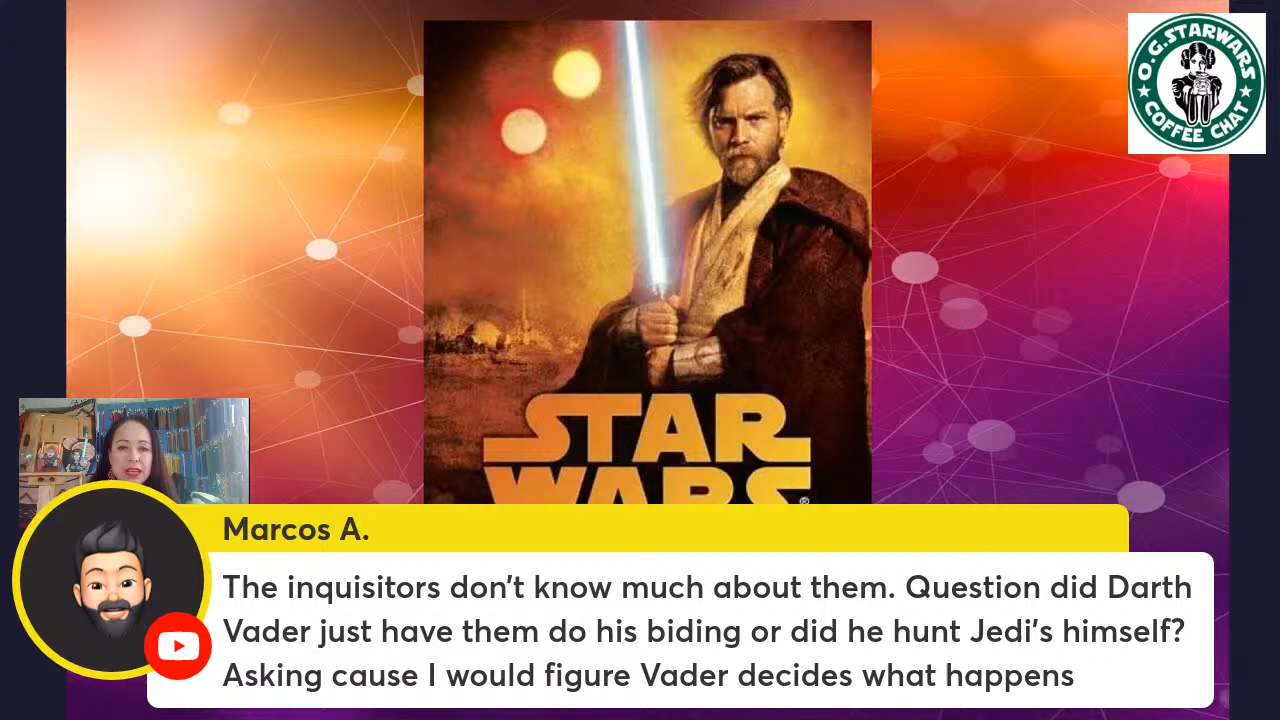 O.G.STARWARS
COFFEE CHAT
STAR
WARS
®
Marcos A.
The inquisitors don't know much about them. Question did Darth
Vader just have them do his biding or did he hunt Jedi's himself?
Asking cause I would figure Vader decides what happens